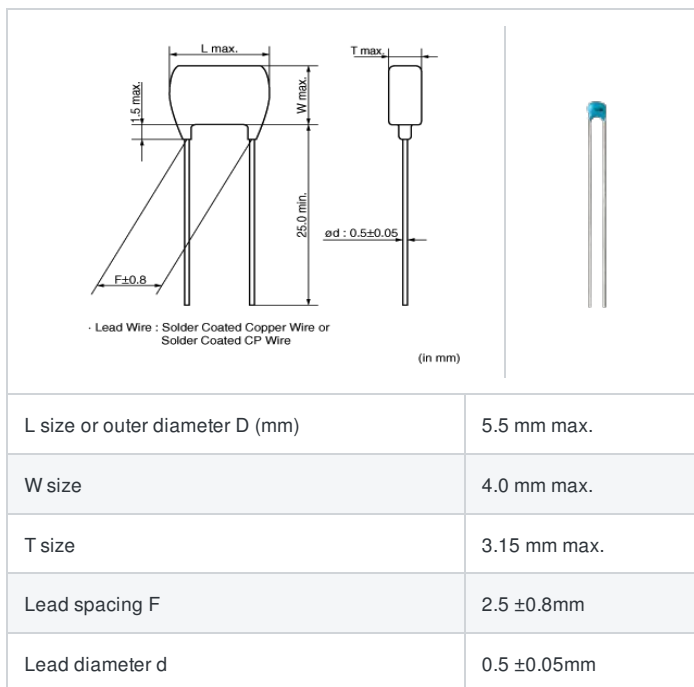 L max.
T max.
1.5 max.
W max.
25.0 min.
ød : 0.5±0.05
F±0.8
· Lead Wire : Solder Coated Copper Wire or
Solder Coated CP Wire
(in mm)
L size or outer diameter D (mm) 5.5 mm max.
W size 4.0 mm max.
T size 3.15 mm max.
Lead spacing F 2.5 ±0.8mm
Lead diameter d 0.5 ±0.05mm